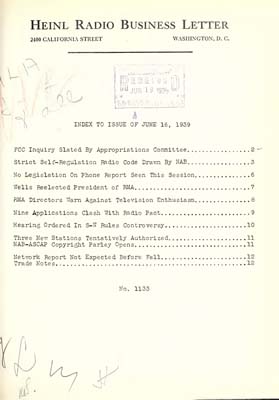 HEINL RADIO BUSINESS LETTER
2400 CALIFORNIA STREET WASHINGTON, D. C.
RECEIVED
JUN 19 1939
INDEX TO ISSUE OF JUNE 16, 1939
FCC Inquiry Slated By Appropriations Committee................2
Strict Self-Regulation Radio Code Drawn By NAB................3
No Legislation On Phone Report Seen This Session..............6
Wells Reelected President of RMA..............................7
RMA Directors Warn Against Television Enthusiasm..............8
Nine Applications Clash With Radio Pact.......................9
Hearing Ordered In S-W Rules Controversy.....................10
Three New Stations Tentatively Authorized....................11
NAB-ASCAP Copyright Parley Opens.............................11
Network Report Not Expected Before Fall......................12
Trade Notes..................................................12
No. 1133